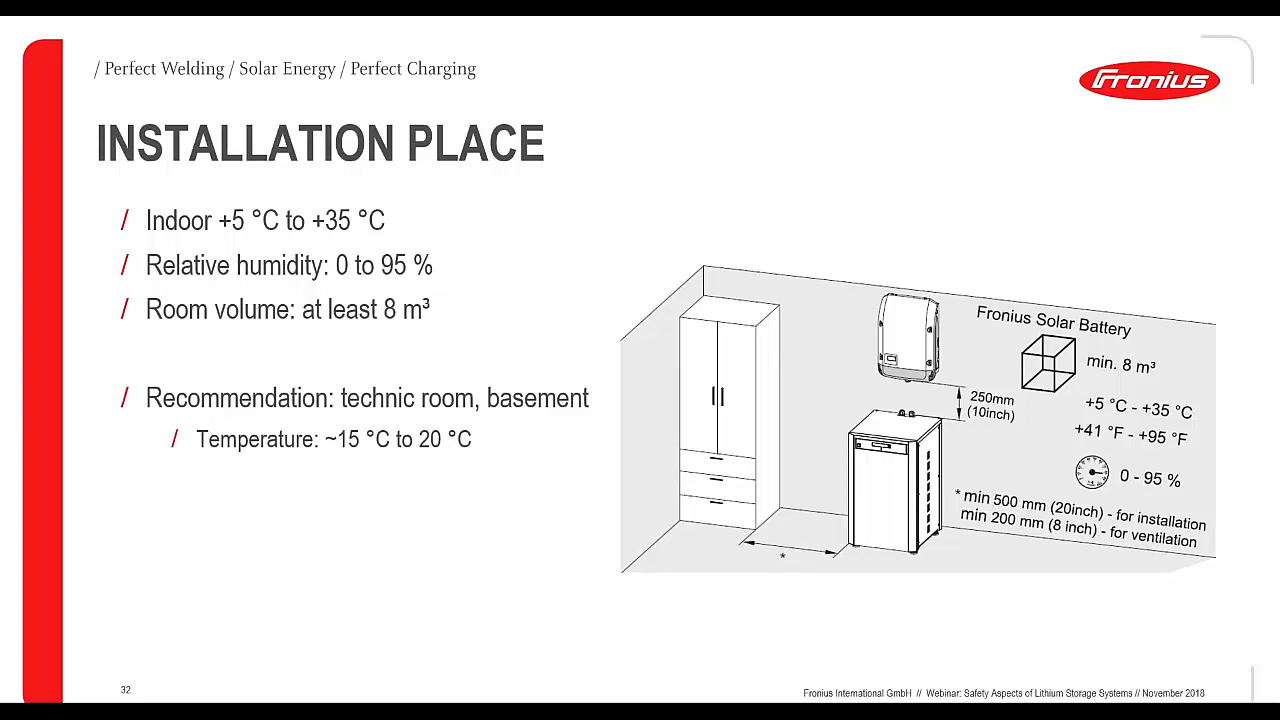 / Perfect Welding / Solar Energy / Perfect Charging
Fronius
INSTALLATION PLACE
/ Indoor +5 °C to +35 °C
/ Relative humidity: 0 to 95 %
/ Room volume: at least 8 m³
/ Recommendation: technic room, basement
/ Temperature: ~15 °C to 20 °C
Fronius Solar Battery
min. 8 m³
250mm
(10inch)
+5 °C - +35 °C
+41 °F - +95 °F
0 - 95 %
* min 500 mm (20inch) - for installation
min 200 mm (8 inch) - for ventilation
*
32
Fronius International GmbH // Webinar: Safety Aspects of Lithium Storage Systems // November 2018